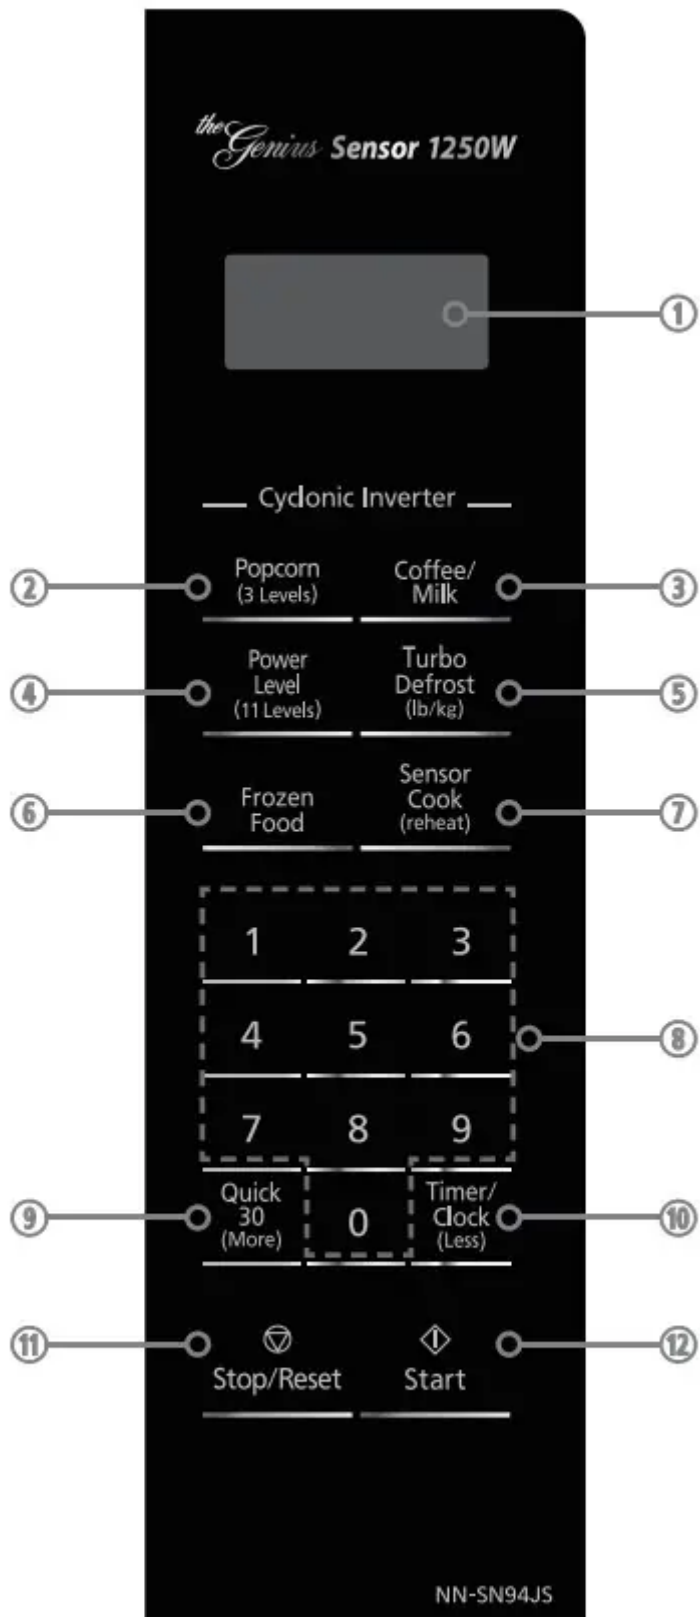 the Genius Sensor 1250W
①
Cyclonic Inverter
② Popcorn Coffee/ ③
(3 Levels) Milk
④ Power Turbo ⑤
Level Defrost
(11 Levels) (lb/kg)
⑥ Frozen Sensor ⑦
Food Cook
(reheat)
1 2 3
4 5 6 ⑧
7 8 9
⑨ Quick 0 Timer/ ⑩
30 Clock
(More) (Less)
⑪ Stop/Reset Start ⑫
NN-SN94JS